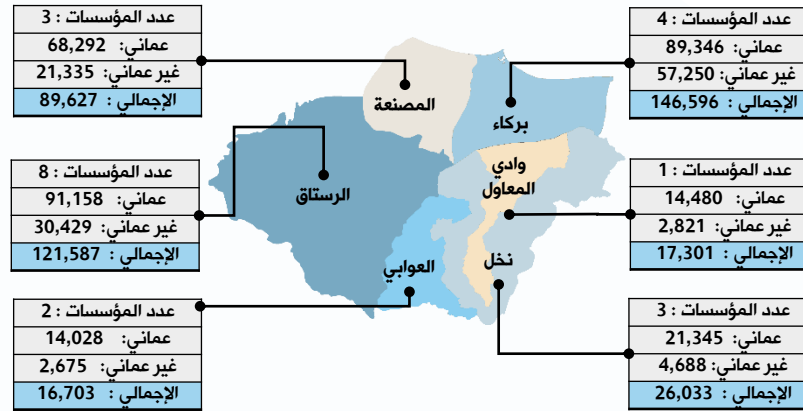 عدد المؤسسات : 4
عماني: 89,346
غير عماني: 57,250
الإجمالي : 146,596
عدد المؤسسات : 3
عماني: 68,292
غير عماني: 21,335
الإجمالي : 89,627
المصنعة
بركاء
وادي
المعاول
الرستاق
نخل
العوابي
عدد المؤسسات : 1
عماني: 14,480
غير عماني: 2,821
الإجمالي : 17,301
عدد المؤسسات : 8
عماني: 91,158
غير عماني: 30,429
الإجمالي : 121,587
عدد المؤسسات : 3
عماني: 21,345
غير عماني: 4,688
الإجمالي : 26,033
عدد المؤسسات : 2
عماني: 14,028
غير عماني: 2,675
الإجمالي : 16,703